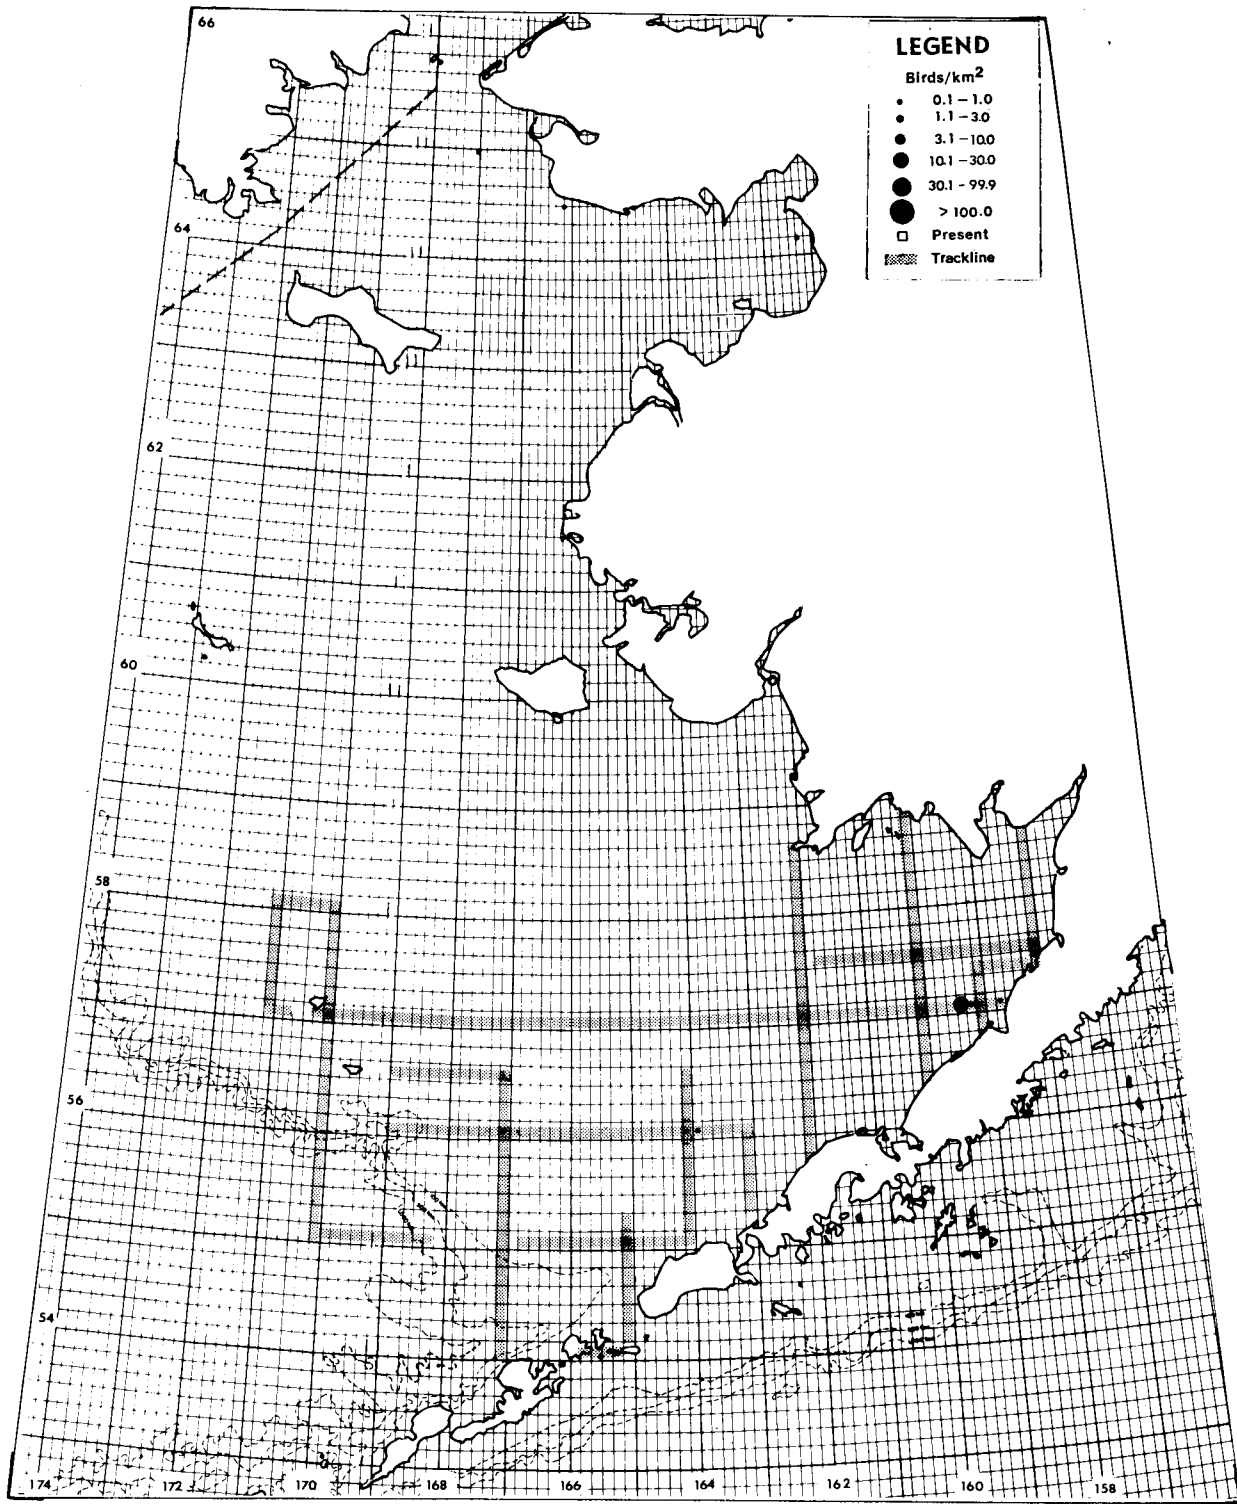 66
LEGEND
Birds/km²
0.1 – 1.0
1.1 – 3.0
3.1 – 10.0
10.1 – 30.0
30.1 – 99.9
> 100.0
Present
Trackline
64
62
60
58
56
54
174 172 170 168 166 164 162 160 158